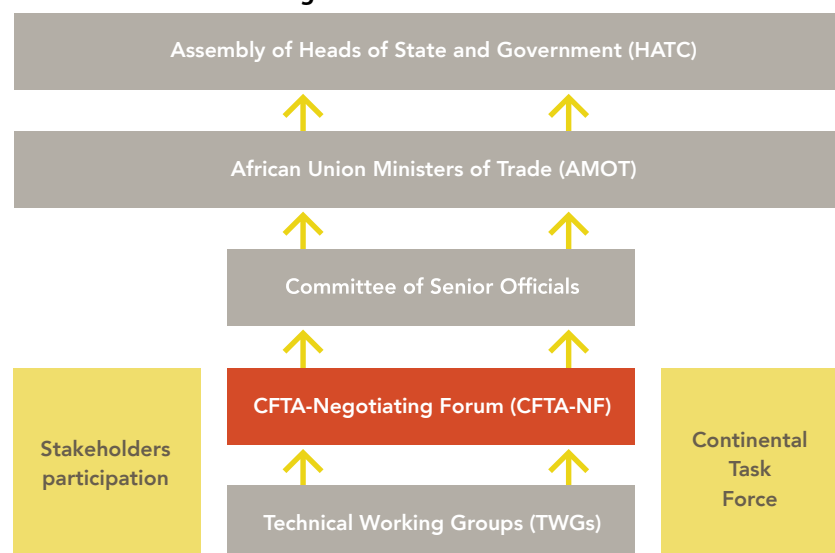 Assembly of Heads of State and Government (HATC)
African Union Ministers of Trade (AMOT)
Committee of Senior Officials
CFTA-Negotiating Forum (CFTA-NF)
Stakeholders
participation
Continental
Task
Force
Technical Working Groups (TWGs)